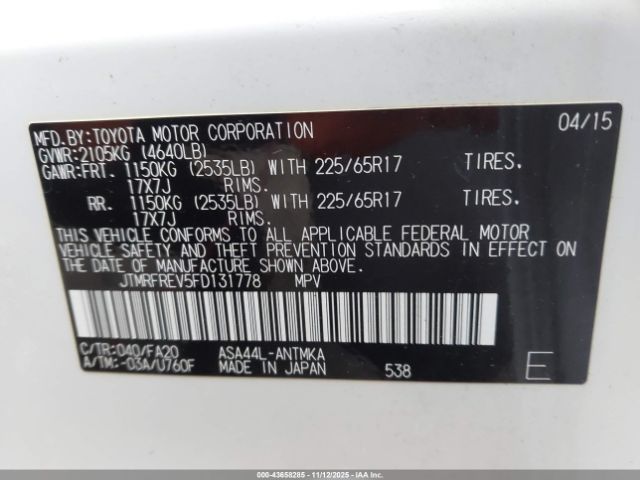 MFD.BY:TOYOTA MOTOR CORPORATION 04/15
GVWR:2105KG (4640LB)
GAWR:FRT. 1150KG (2535LB) WITH 225/65R17 TIRES.
17X7J RIMS.
RR. 1150KG (2535LB) WITH 225/65R17 TIRES.
17X7J RIMS.
THIS VEHICLE CONFORMS TO ALL APPLICABLE FEDERAL MOTOR
VEHICLE SAFETY AND THEFT PREVENTION STANDARDS IN EFFECT ON
THE DATE OF MANUFACTURE SHOWN ABOVE.
JTMRFREV5FD131778 MPV
C/TR:040/FA20 ASA44L-ANTMKA
A/TM:-03A/U760F MADE IN JAPAN 538 E
000-43658285 - 11/12/2025 - IAAI.COM